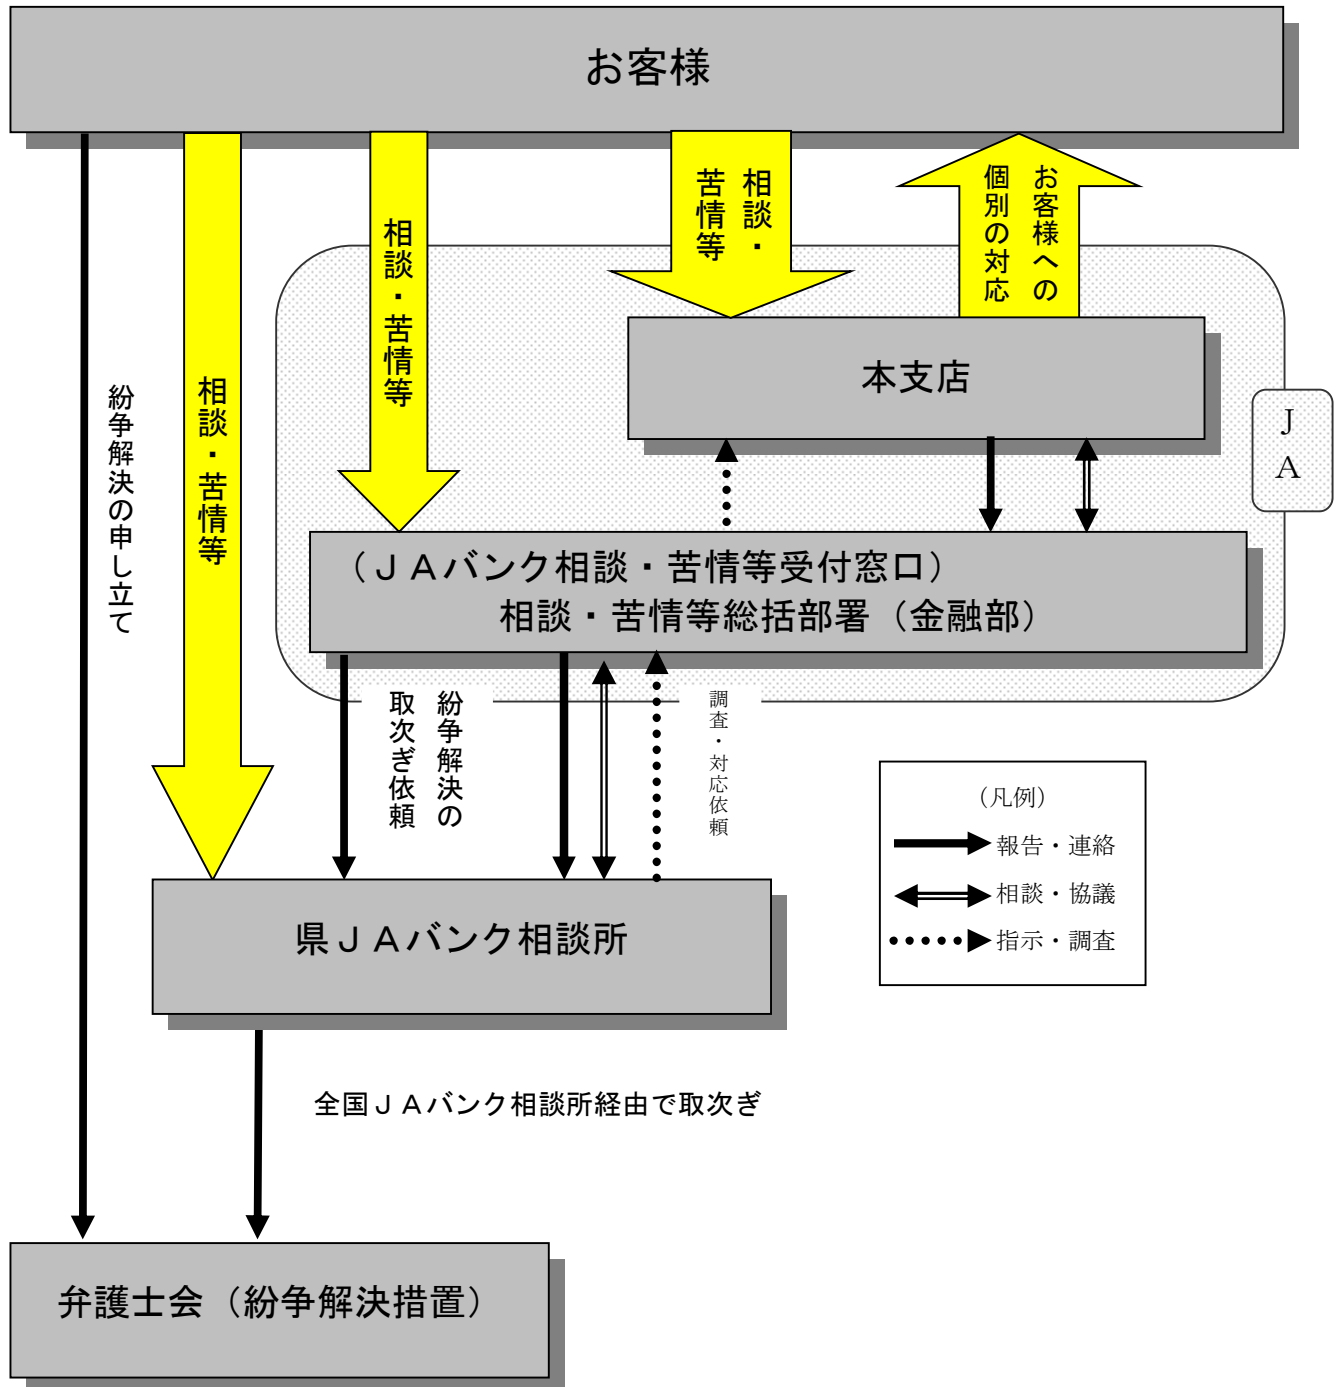 お客様
相談・
苦情等
お客様への
個別の対応
相談・苦情等
相談・苦情等
紛争解決の申し立て
本支店
J
A
（ＪＡバンク相談・苦情等受付窓口）
相談・苦情等総括部署（金融部）
紛争解決の
取次ぎ依頼
調査・対応依頼
（凡例）
報告・連絡
相談・協議
指示・調査
県ＪＡバンク相談所
全国ＪＡバンク相談所経由で取次ぎ
弁護士会（紛争解決措置）